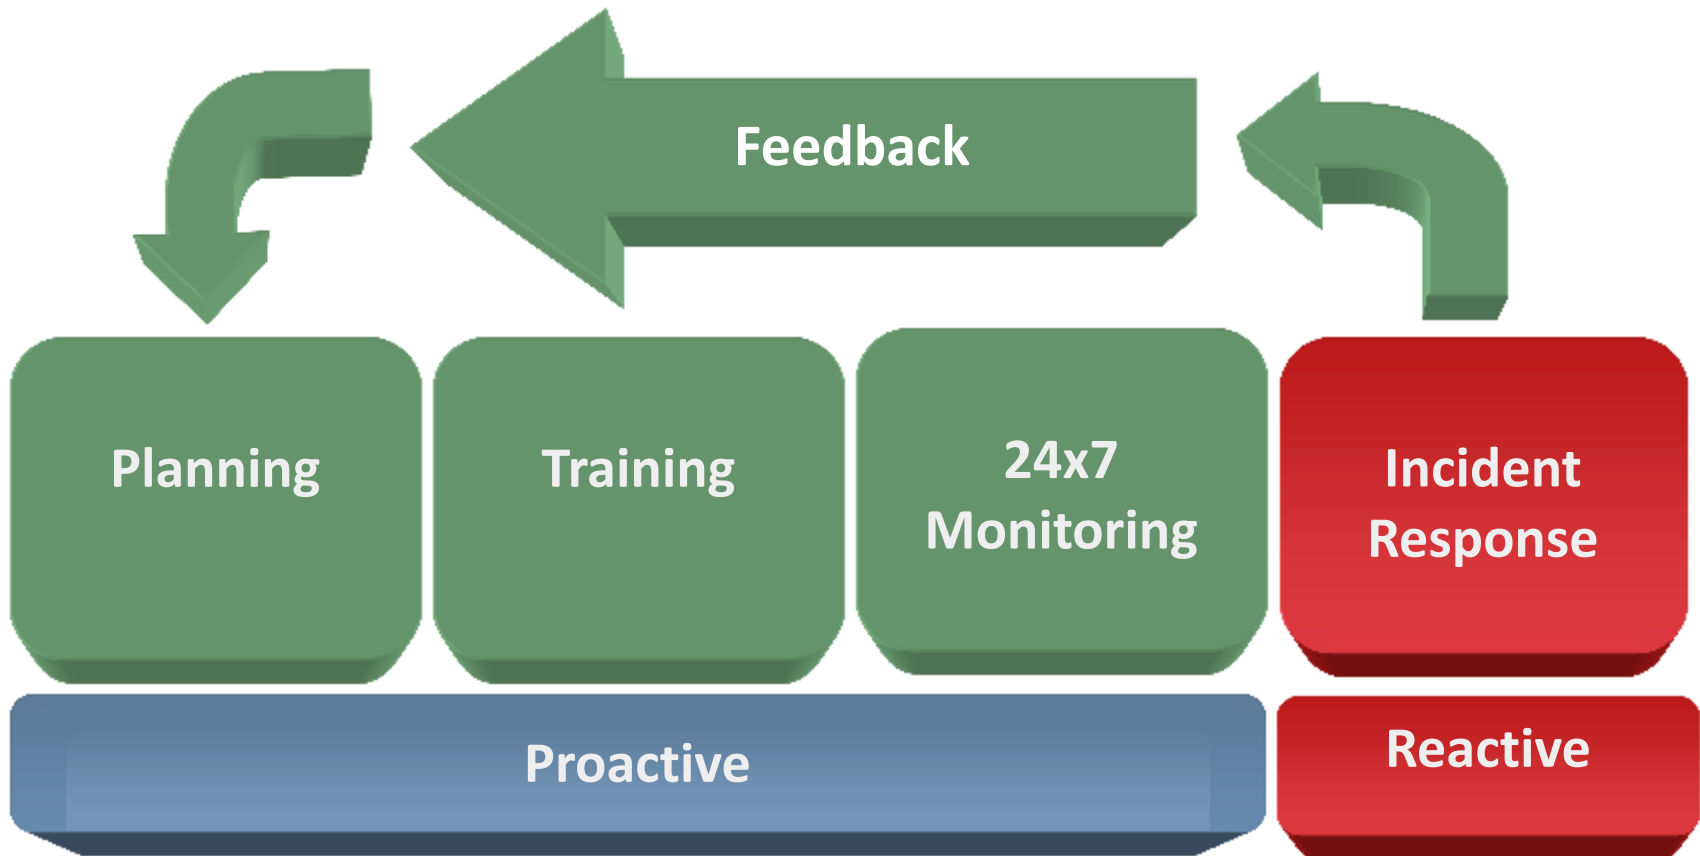 Feedback
Planning
Training
24x7
Monitoring
Incident
Response
Proactive
Reactive